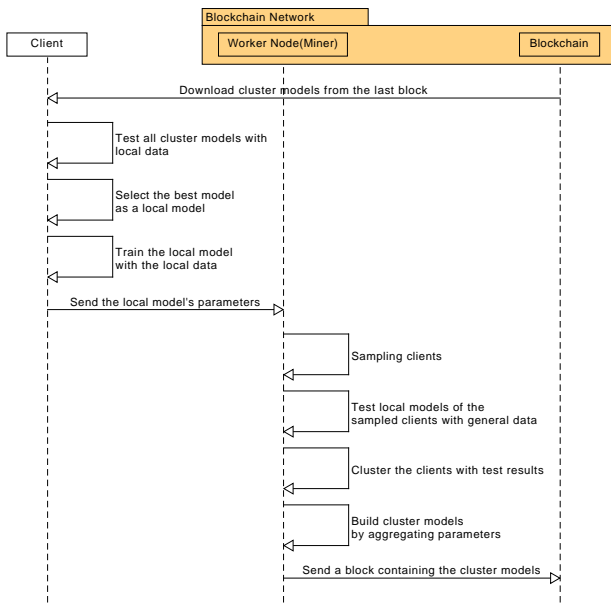 Blockchain Network
Client
Worker Node(Miner)
Blockchain
Download cluster models from the last block
Test all cluster models with
local data
Select the best model
as a local model
Train the local model
with the local data
Send the local model's parameters
Sampling clients
Test local models of the
sampled clients with general data
Cluster the clients with test results
Build cluster models
by aggregating parameters
Send a block containing the cluster models